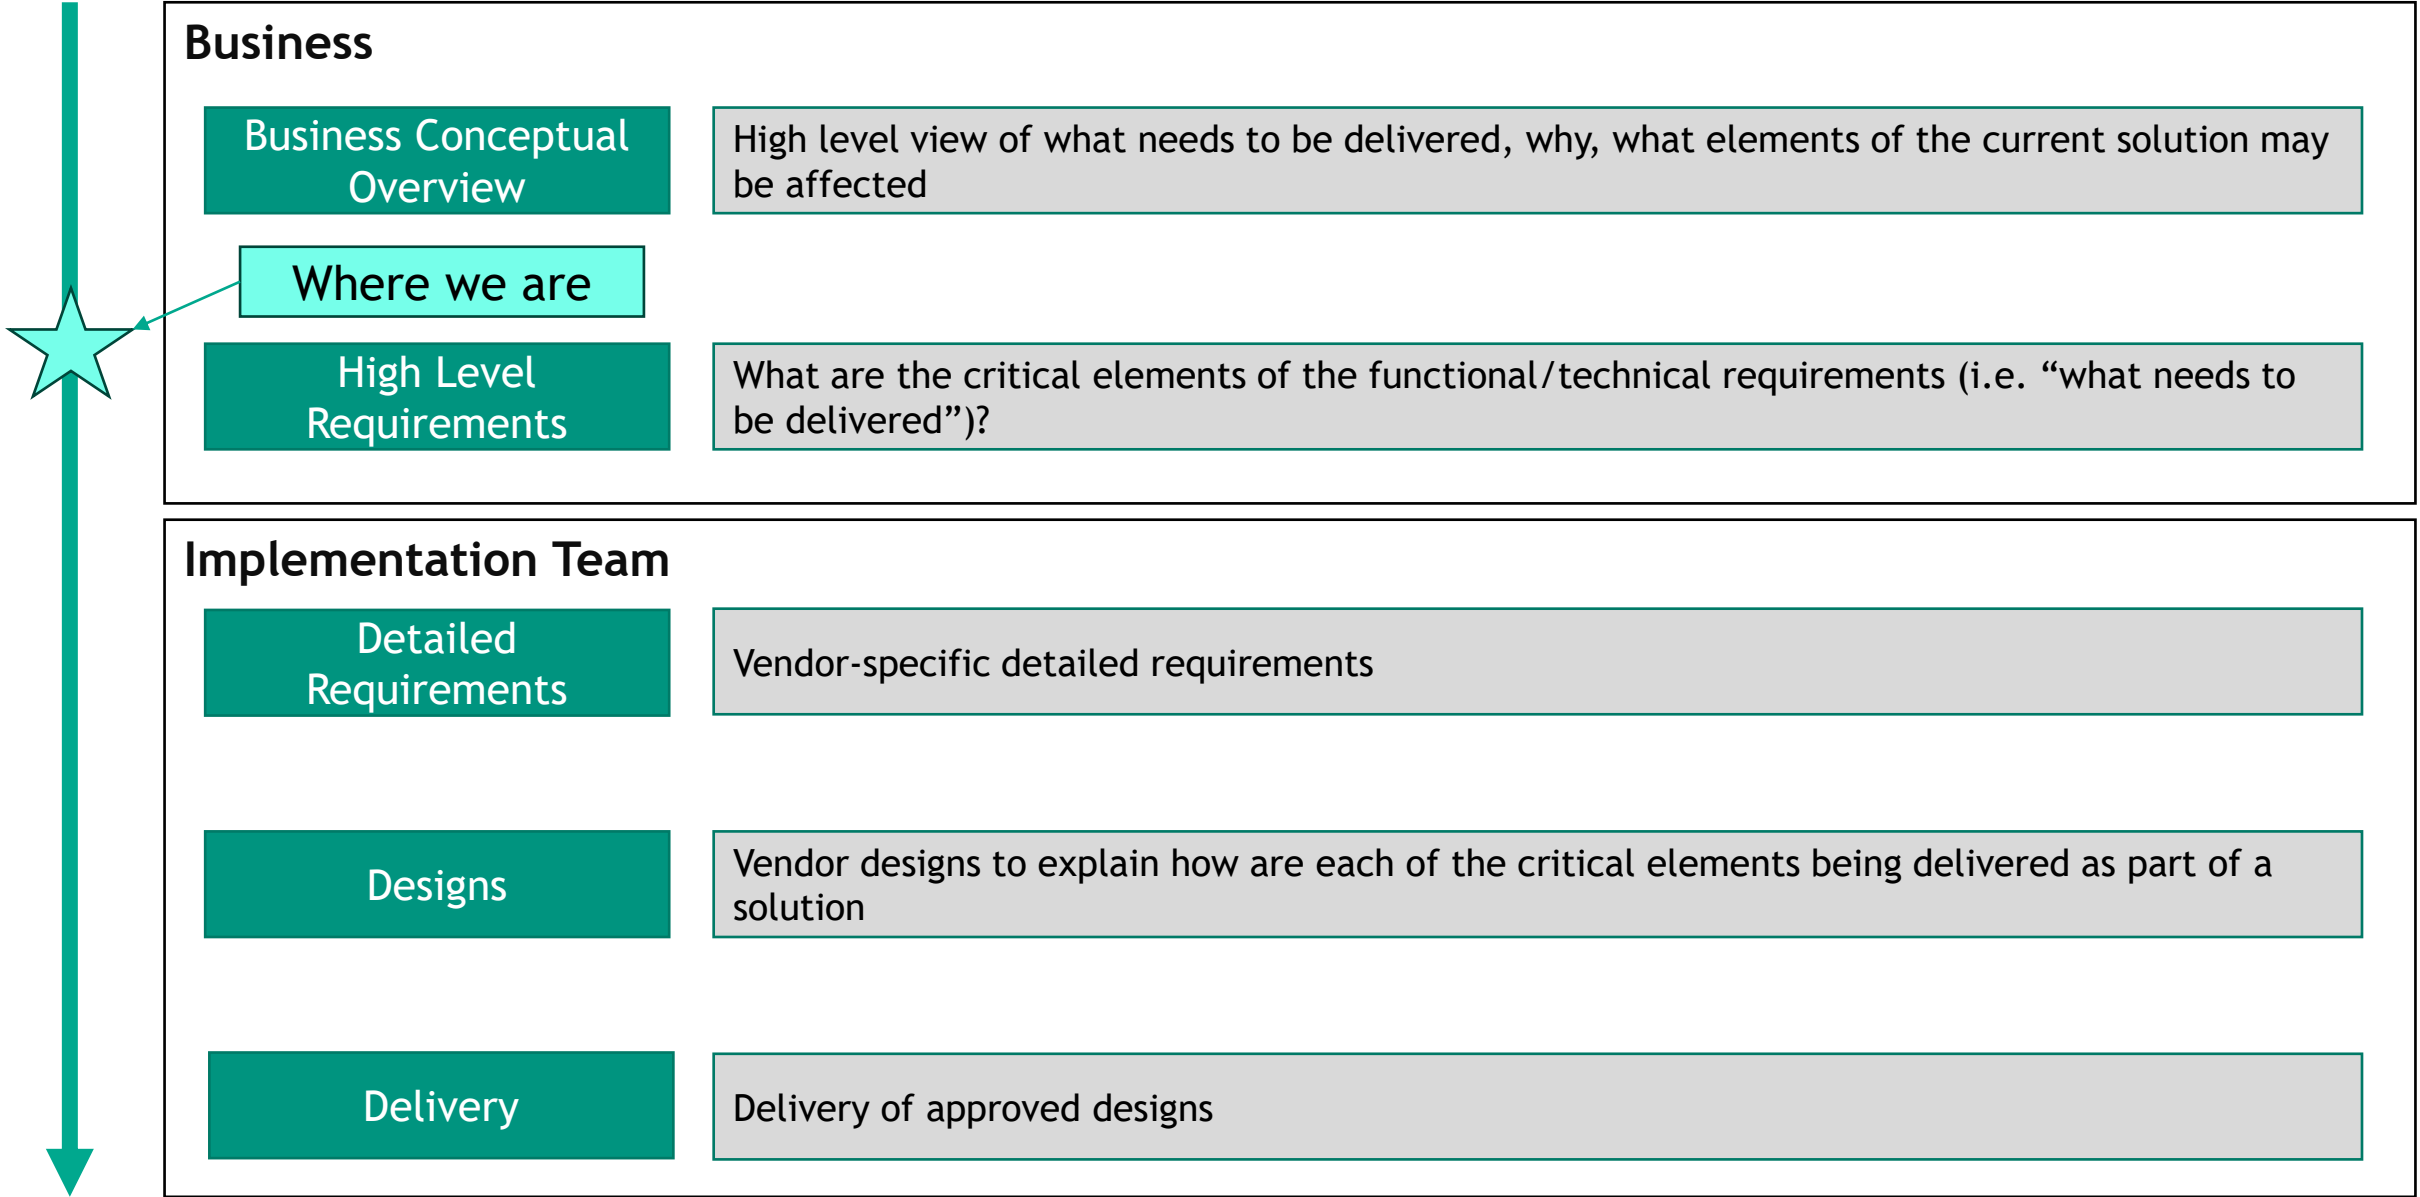 Business
Business Conceptual
Overview
High level view of what needs to be delivered, why, what elements of the current solution may
be affected
Where we are
High Level
Requirements
What are the critical elements of the functional/technical requirements (i.e. “what needs to
be delivered”)?
Implementation Team
Detailed
Requirements
Vendor-specific detailed requirements
Designs
Vendor designs to explain how are each of the critical elements being delivered as part of a
solution
Delivery
Delivery of approved designs